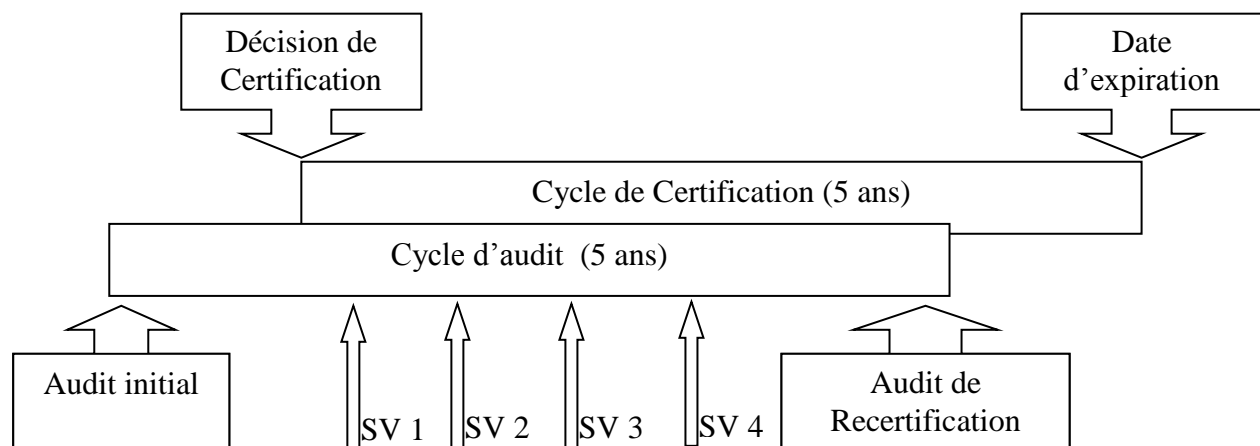 Décision de
Certification
Date
d’expiration
Cycle de Certification (5 ans)
Cycle d’audit  (5 ans)
Audit initial
SV 1
SV 2
SV 3
SV 4
Audit de
Recertification